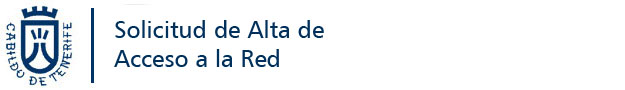 CABILDO DE TENERIFE
Solicitud de Alta de
Acceso a la Red